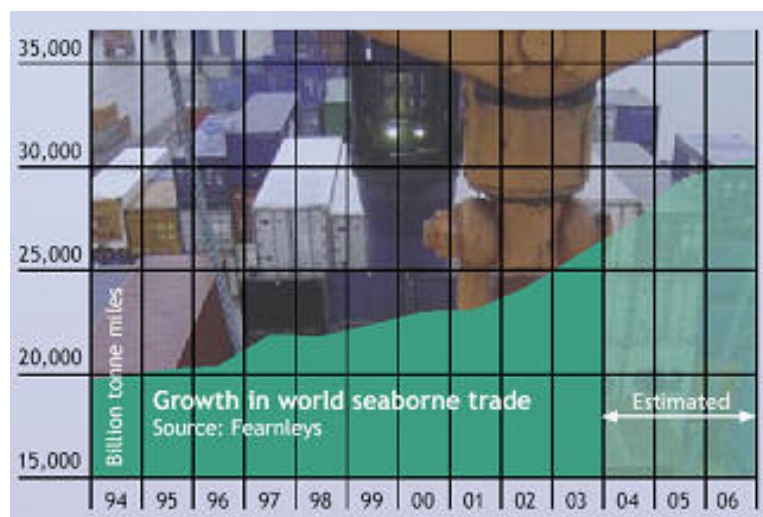 35,000
30,000
25,000
20,000
15,000
Billion tonne miles
Growth in world seaborne trade
Source: Fearnleys
Estimated
94 95 96 97 98 99 00 01 02 03 04 05 06